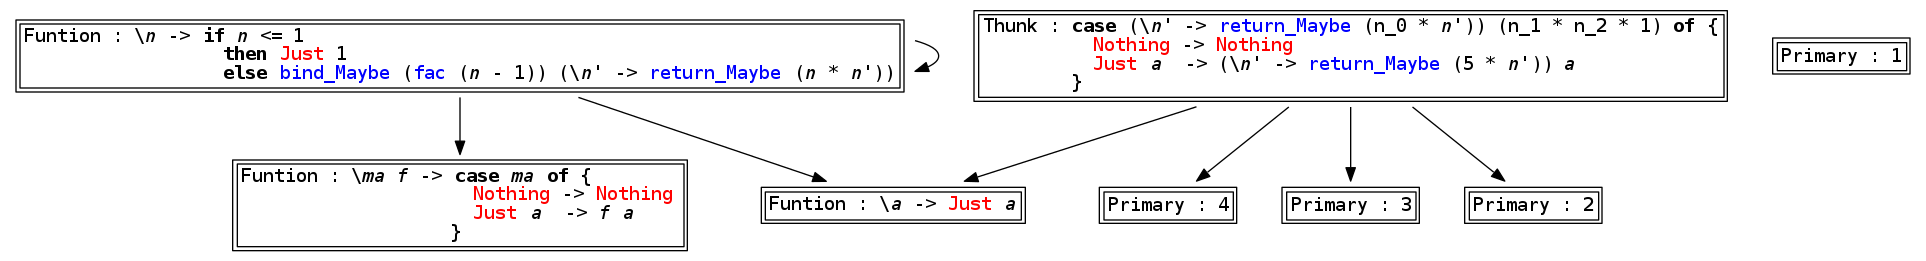 Funtion : \n -> if n <= 1
then Just 1
else bind_Maybe (fac (n - 1)) (\n' -> return_Maybe (n * n'))
Thunk : case (\n' -> return_Maybe (n_0 * n')) (n_1 * n_2 * 1) of {
Nothing -> Nothing
Just a -> (\n' -> return_Maybe (5 * n')) a
}
Primary : 1
Funtion : \ma f -> case ma of {
Nothing -> Nothing
Just a -> f a
}
Funtion : \a -> Just a
Primary : 4
Primary : 3
Primary : 2